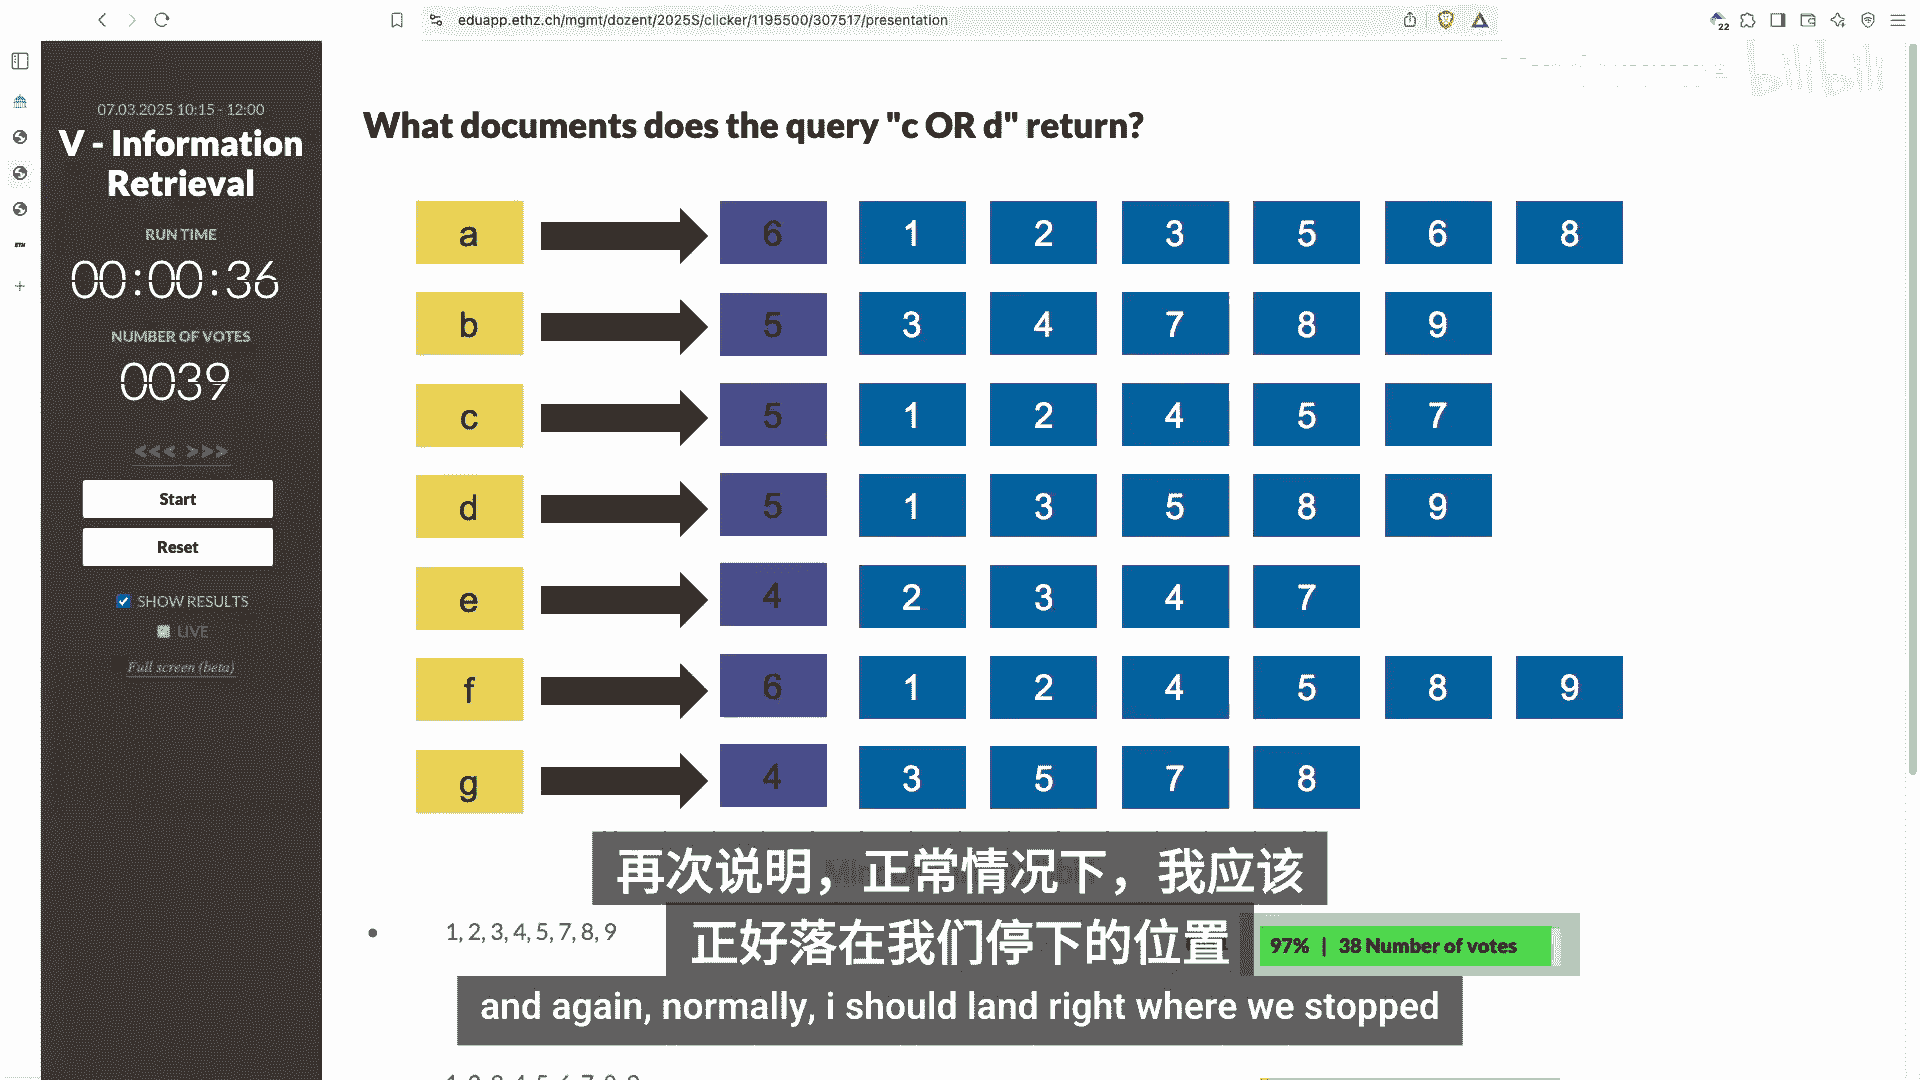 eduapp.ethz.ch/mgmt/dozent/2025S/clicker/1195500/307517/presentation
22
bilibili
07.03.2025 10:15 - 12:00
V - Information
Retrieval
RUN TIME
00:00:36
NUMBER OF VOTES
0039
<<< >>>
Start
Reset
SHOW RESULTS
LIVE
Full screen (beta)
What documents does the query "c OR d" return?
a 6 1 2 3 5 6 8
b 5 3 4 7 8 9
c 5 1 2 4 5 7
d 5 1 3 5 8 9
e 4 2 3 4 7
f 6 1 2 4 5 8 9
g 4 3 5 7 8
再次说明，正常情况下，我应该
正好落在我们停下的位置
1, 2, 3, 4, 5, 7, 8, 9
97% | 38 Number of votes
and again, normally, i should land right where we stopped